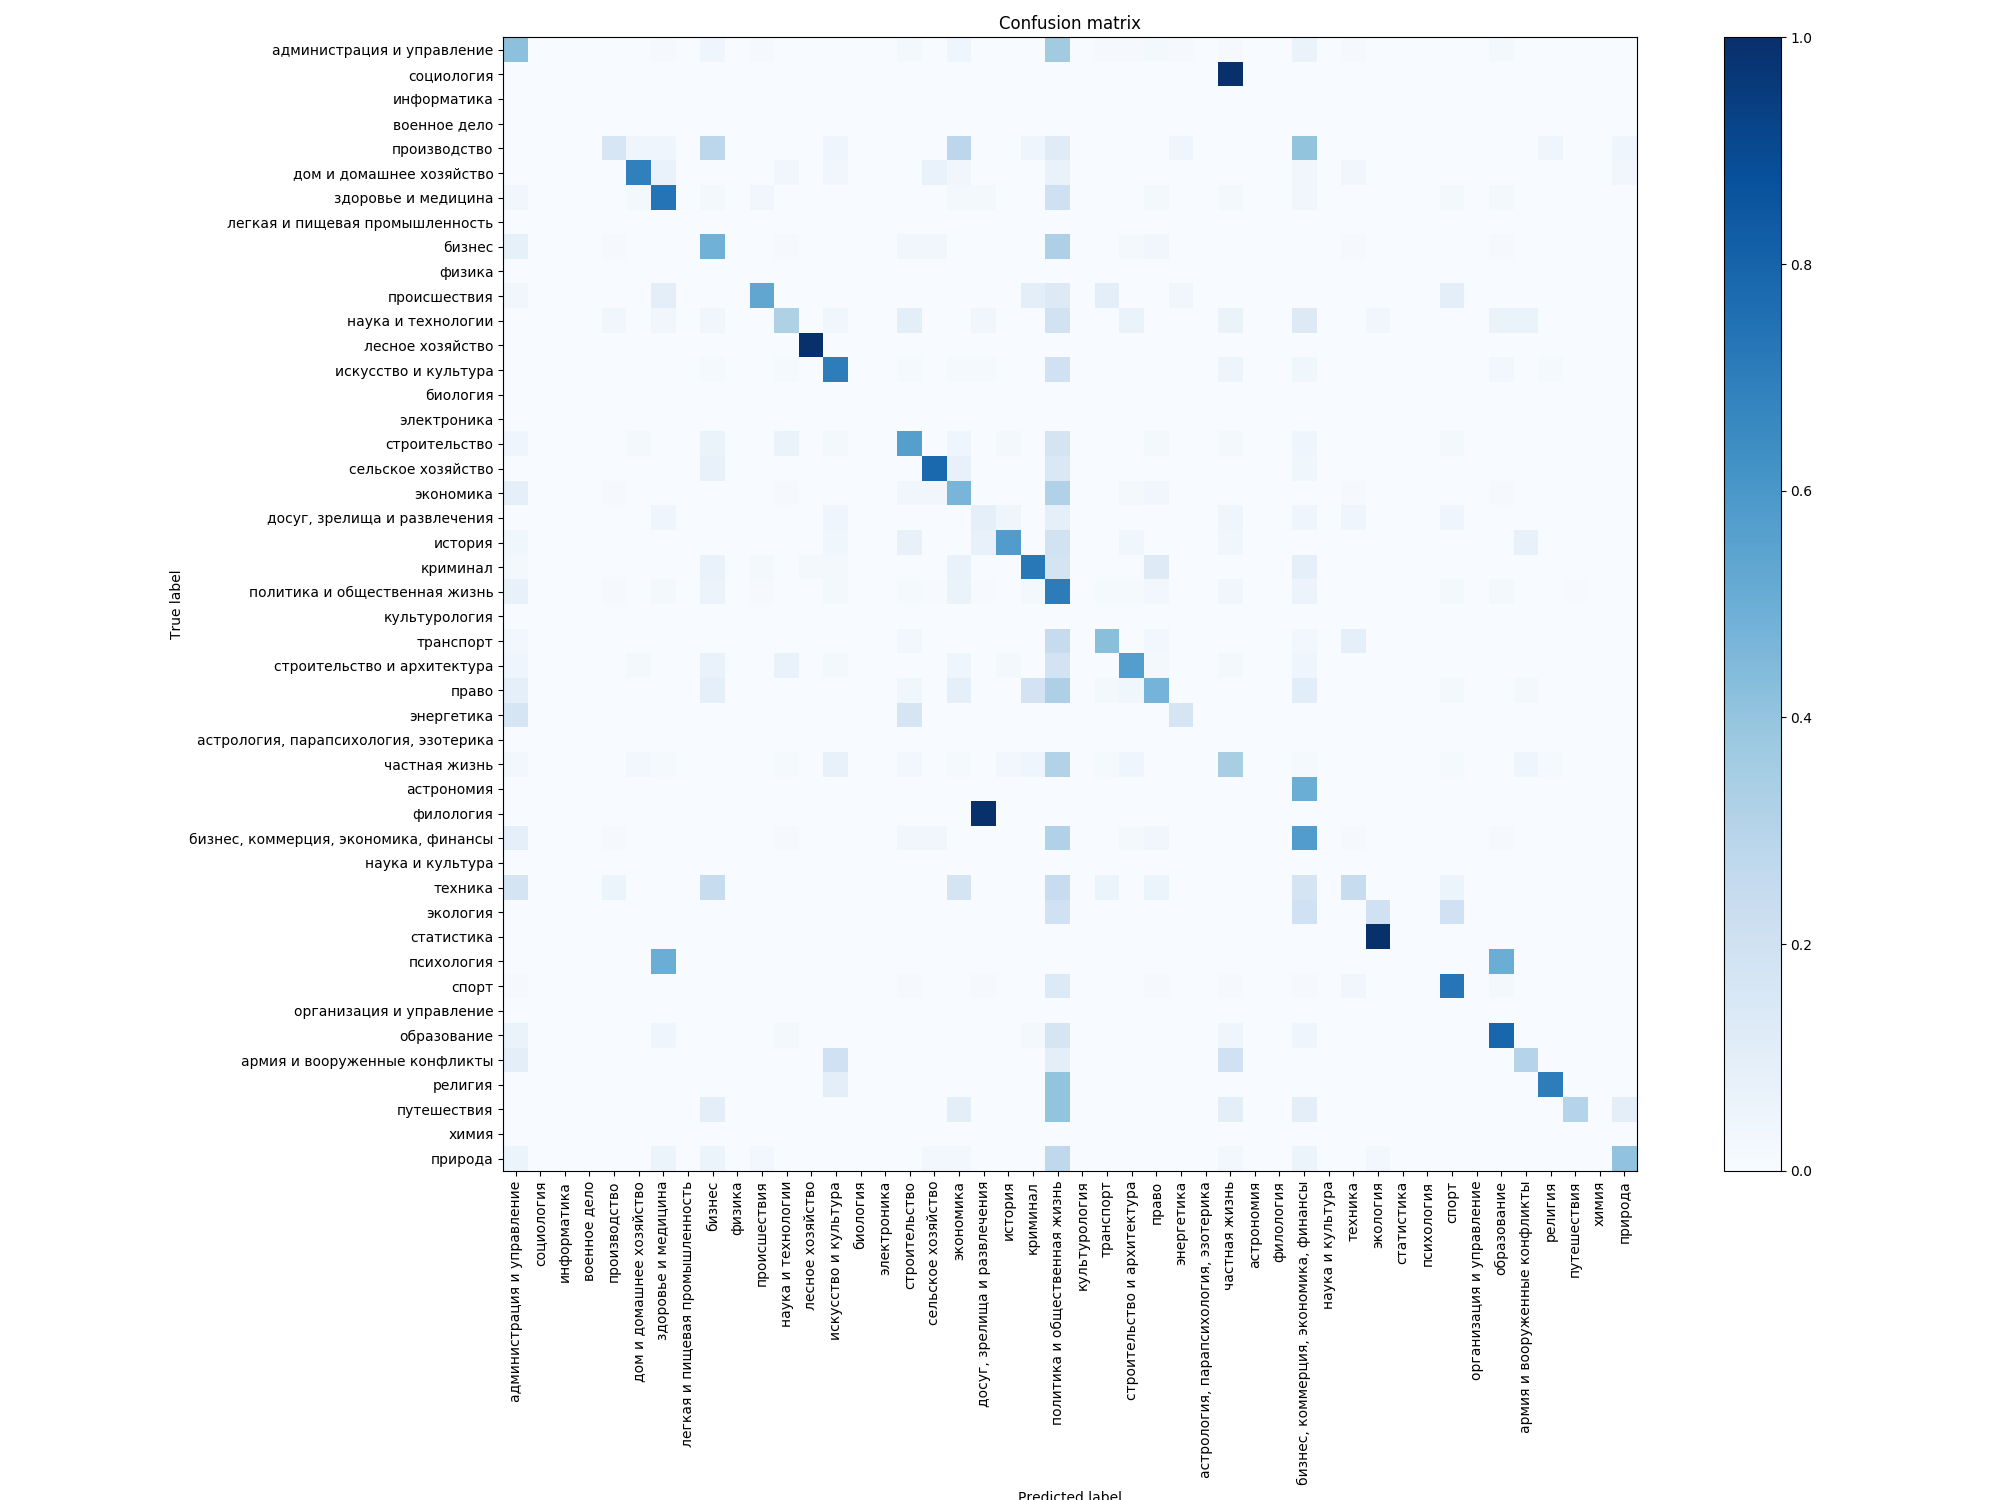 Confusion matrix
администрация и управление
социология
информатика
военное дело
производство
дом и домашнее хозяйство
здоровье и медицина
легкая и пищевая промышленность
бизнес
физика
происшествия
наука и технологии
лесное хозяйство
искусство и культура
биология
электроника
строительство
сельское хозяйство
экономика
досуг, зрелища и развлечения
история
криминал
политика и общественная жизнь
культурология
транспорт
строительство и архитектура
право
энергетика
астрология, парапсихология, эзотерика
частная жизнь
астрономия
филология
бизнес, коммерция, экономика, финансы
наука и культура
техника
экология
статистика
психология
спорт
организация и управление
образование
армия и вооруженные конфликты
религия
путешествия
химия
природа
True label
администрация и управление
социология
информатика
военное дело
производство
дом и домашнее хозяйство
здоровье и медицина
легкая и пищевая промышленность
бизнес
физика
происшествия
наука и технологии
лесное хозяйство
искусство и культура
биология
электроника
строительство
сельское хозяйство
экономика
досуг, зрелища и развлечения
история
криминал
политика и общественная жизнь
культурология
транспорт
строительство и архитектура
право
энергетика
астрология, парапсихология, эзотерика
частная жизнь
астрономия
филология
бизнес, коммерция, экономика, финансы
наука и культура
техника
экология
статистика
психология
спорт
организация и управление
образование
армия и вооруженные конфликты
религия
путешествия
химия
природа
Predicted label
1.0
0.8
0.6
0.4
0.2
0.0